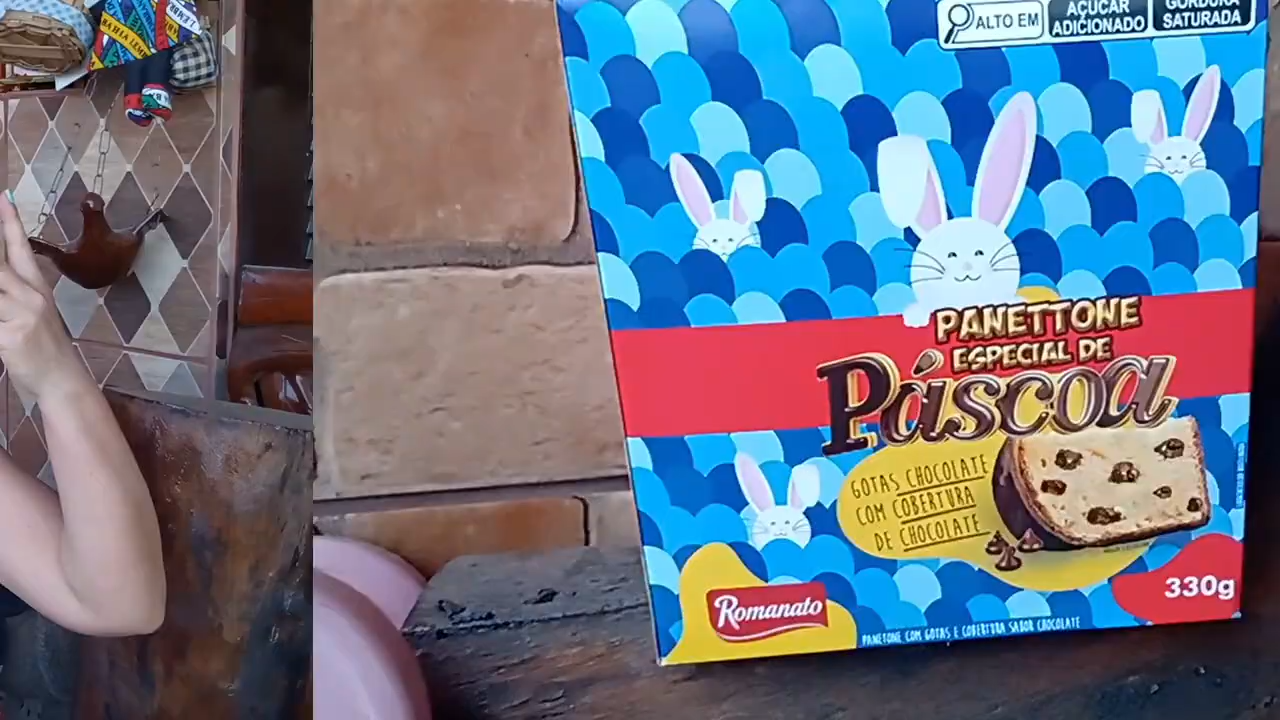 ALTO EM
AÇÚCAR
ADICIONADO
GORDURA
SATURADA
PANETTONE
ESPECIAL DE
Páscoa
GOTAS CHOCOLATE
COM COBERTURA
DE CHOCOLATE
Romanato
330g
PANETONE COM GOTAS E COBERTURA SABOR CHOCOLATE
BAHIA